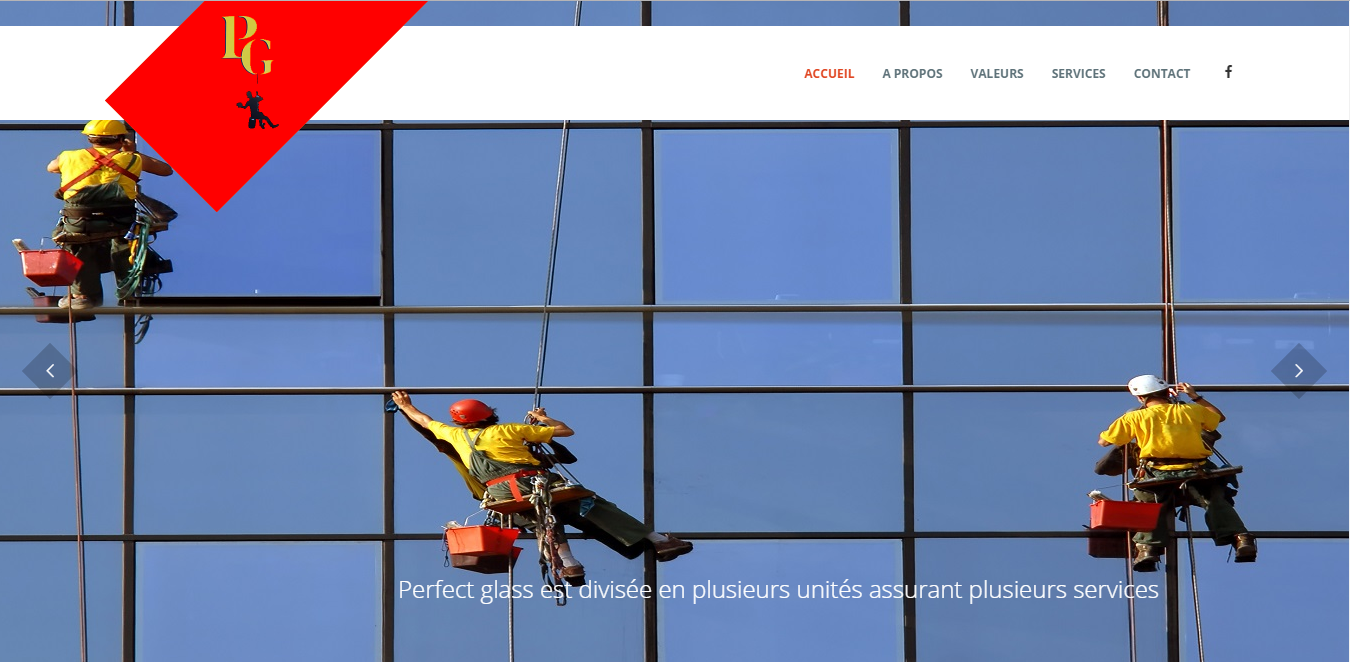 PG
ACCUEIL A PROPOS VALEURS SERVICES CONTACT f
Perfect glass est divisée en plusieurs unités assurant plusieurs services